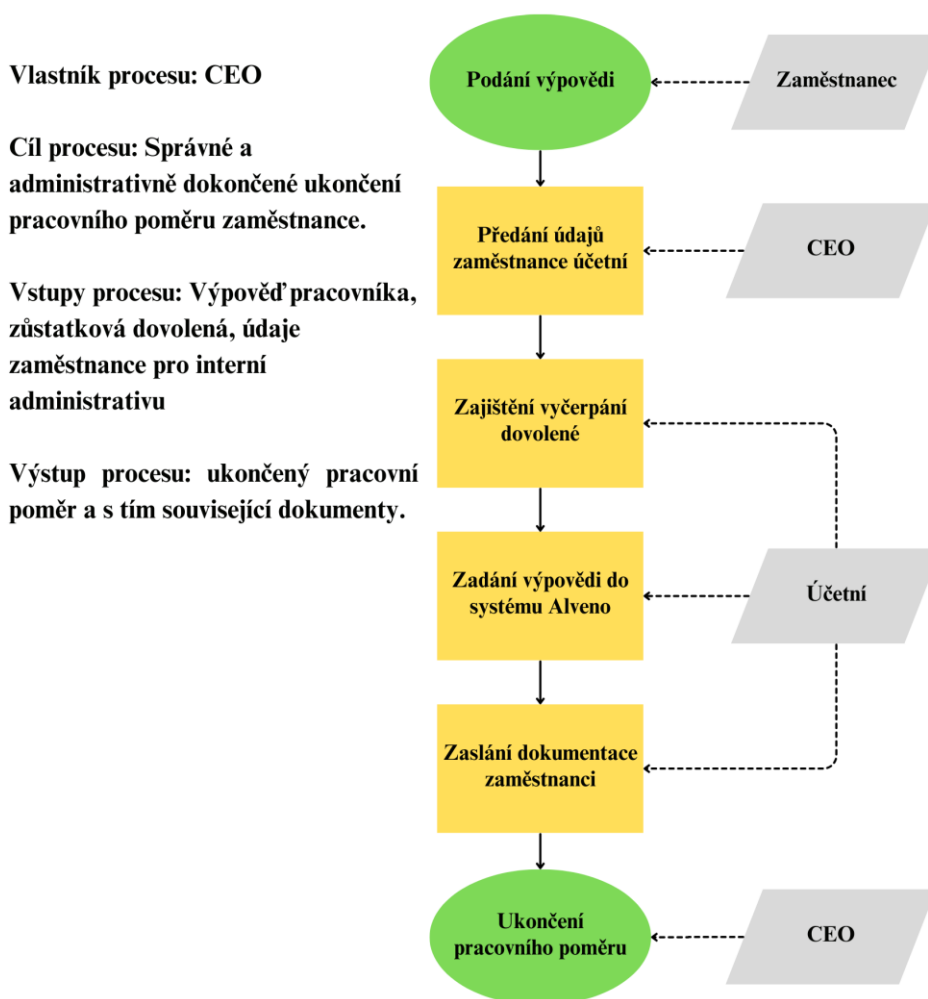 Vlastník procesu: CEO
Cíl procesu: Správné a
administrativně dokončené ukončení
pracovního poměru zaměstnance.
Vstupy procesu: Výpověď pracovníka,
zůstatková dovolená, údaje
zaměstnance pro interní
administrativu
Výstup procesu: ukončený pracovní
poměr a s tím související dokumenty.
Podání výpovědi
Zaměstnanec
Předání údajů
zaměstnance účetní
CEO
Zajištění vyčerpání
dovolené
Zadání výpovědi do
systému Alveno
Účetní
Zaslání dokumentace
zaměstnanci
Ukončení
pracovního poměru
CEO